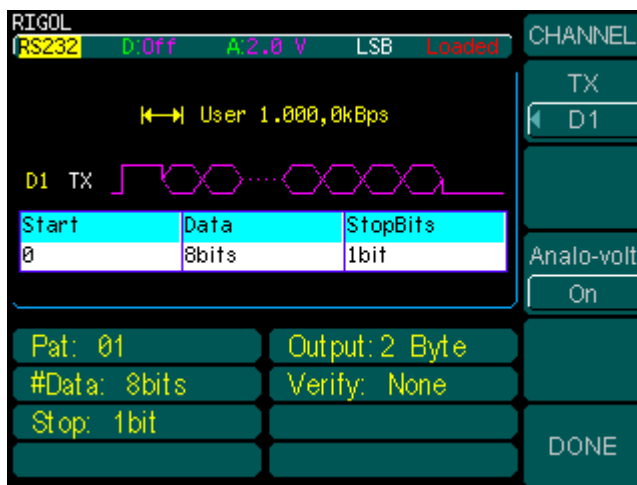 RIGOL
RS232 D:Off A:2.0 V LSB Loaded
CHANNEL
TX
D1
User 1.000,0kBps
D1 TX
Start Data StopBits
0 8bits 1bit
Analo-volt
On
Pat: 01 Output:2 Byte
#Data: 8bits Verify: None
Stop: 1bit
DONE